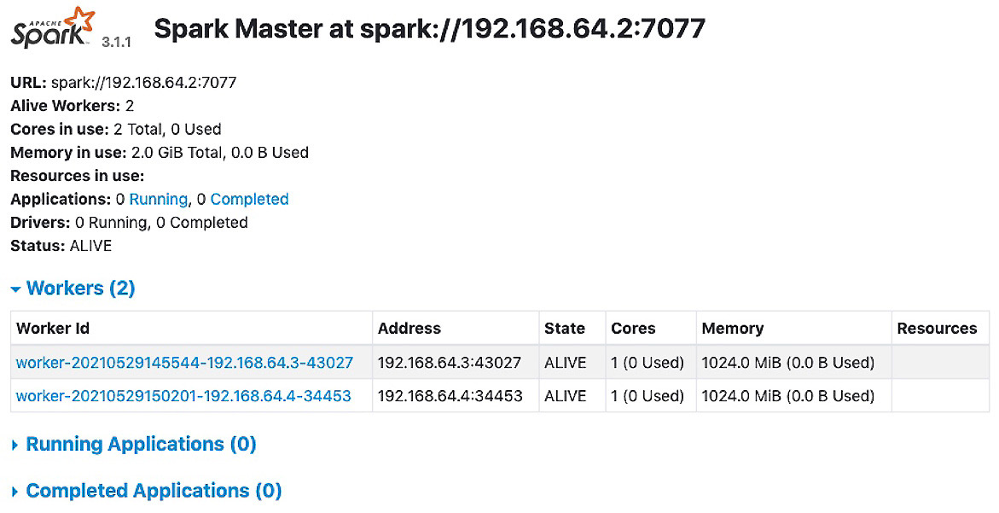 APACHE Spark 3.1.1 Spark Master at spark://192.168.64.2:7077
URL: spark://192.168.64.2:7077
Alive Workers: 2
Cores in use: 2 Total, 0 Used
Memory in use: 2.0 GiB Total, 0.0 B Used
Resources in use:
Applications: 0 Running, 0 Completed
Drivers: 0 Running, 0 Completed
Status: ALIVE
Workers (2)
Worker Id Address State Cores Memory Resources
worker-20210529145544-192.168.64.3-43027 192.168.64.3:43027 ALIVE 1 (0 Used) 1024.0 MiB (0.0 B Used)
worker-20210529150201-192.168.64.4-34453 192.168.64.4:34453 ALIVE 1 (0 Used) 1024.0 MiB (0.0 B Used)
Running Applications (0)
Completed Applications (0)